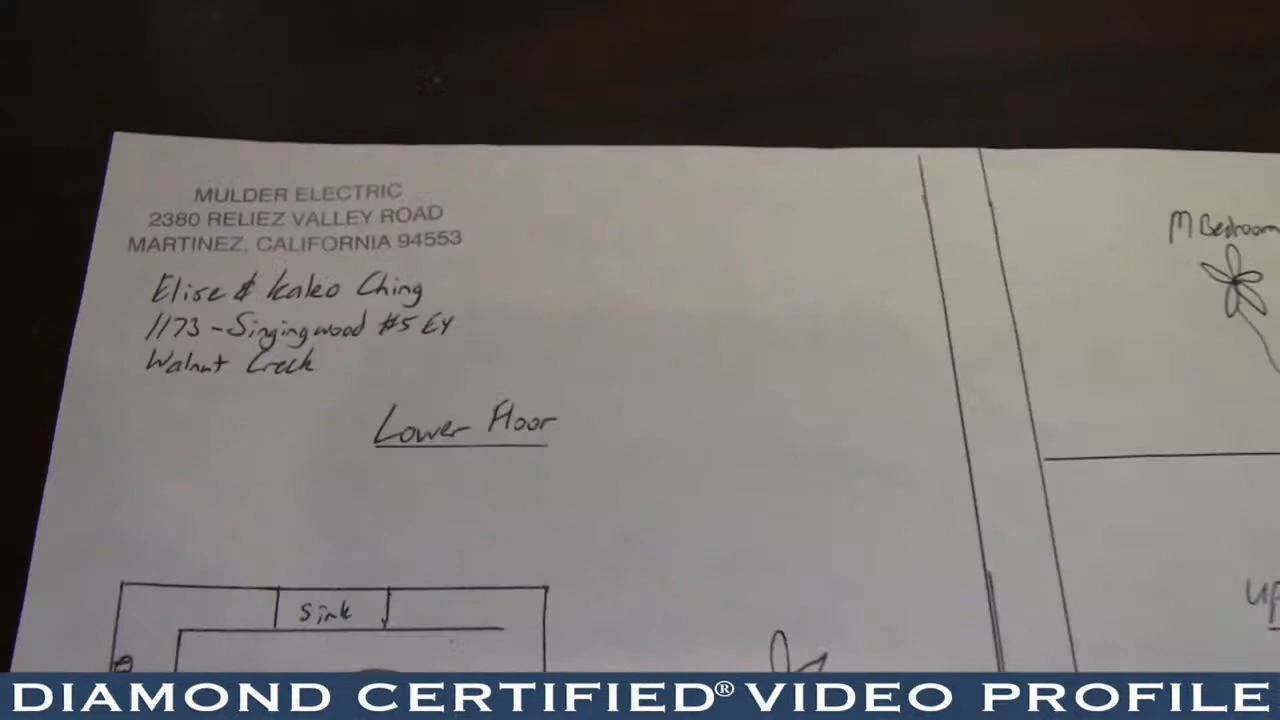 MULDER ELECTRIC
2380 RELIEZ VALLEY ROAD
MARTINEZ, CALIFORNIA 94553
Elise & Kaleo Ching
1173 - Singingwood #5 E4
Walnut Creek
Lower Floor
Sink
M Bedroom
Up
DIAMOND CERTIFIED® VIDEO PROFILE